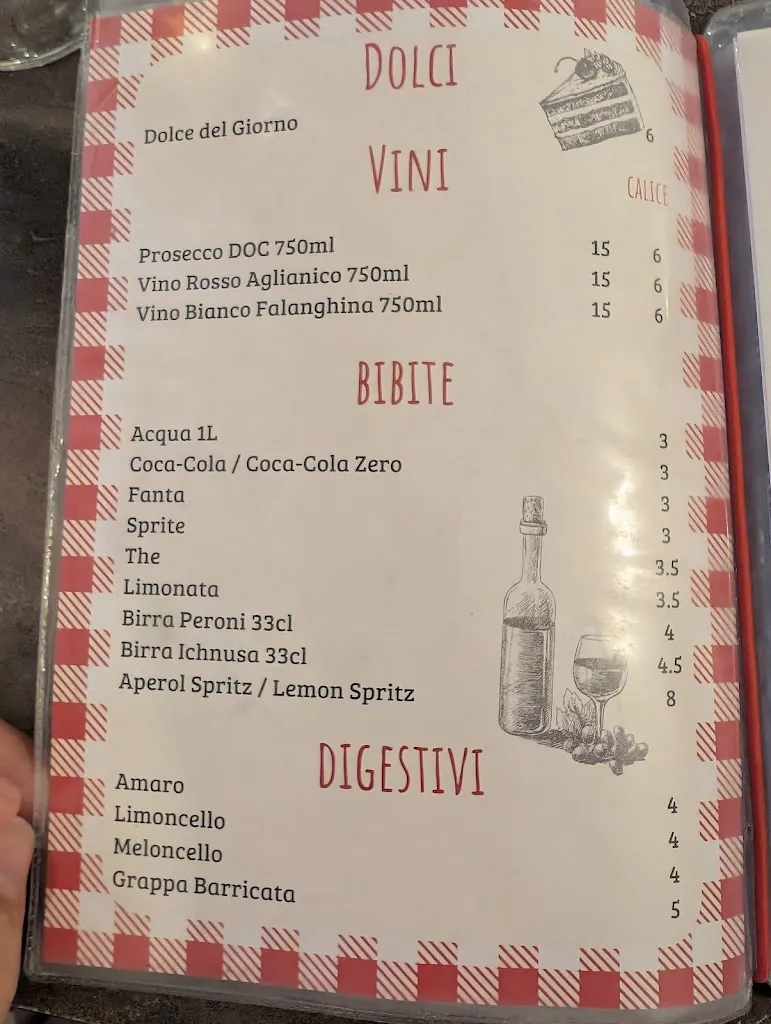 DOLCI
Dolce del Giorno 6
VINI
CALICE
Prosecco DOC 750ml 15 6
Vino Rosso Aglianico 750ml 15 6
Vino Bianco Falanghina 750ml 15 6
BIBITE
Acqua 1L 3
Coca-Cola / Coca-Cola Zero 3
Fanta 3
Sprite 3
The 3.5
Limonata 3.5
Birra Peroni 33cl 4
Birra Ichnusa 33cl 4.5
Aperol Spritz / Lemon Spritz 8
DIGESTIVI
Amaro 4
Limoncello 4
Meloncello 4
Grappa Barricata 5